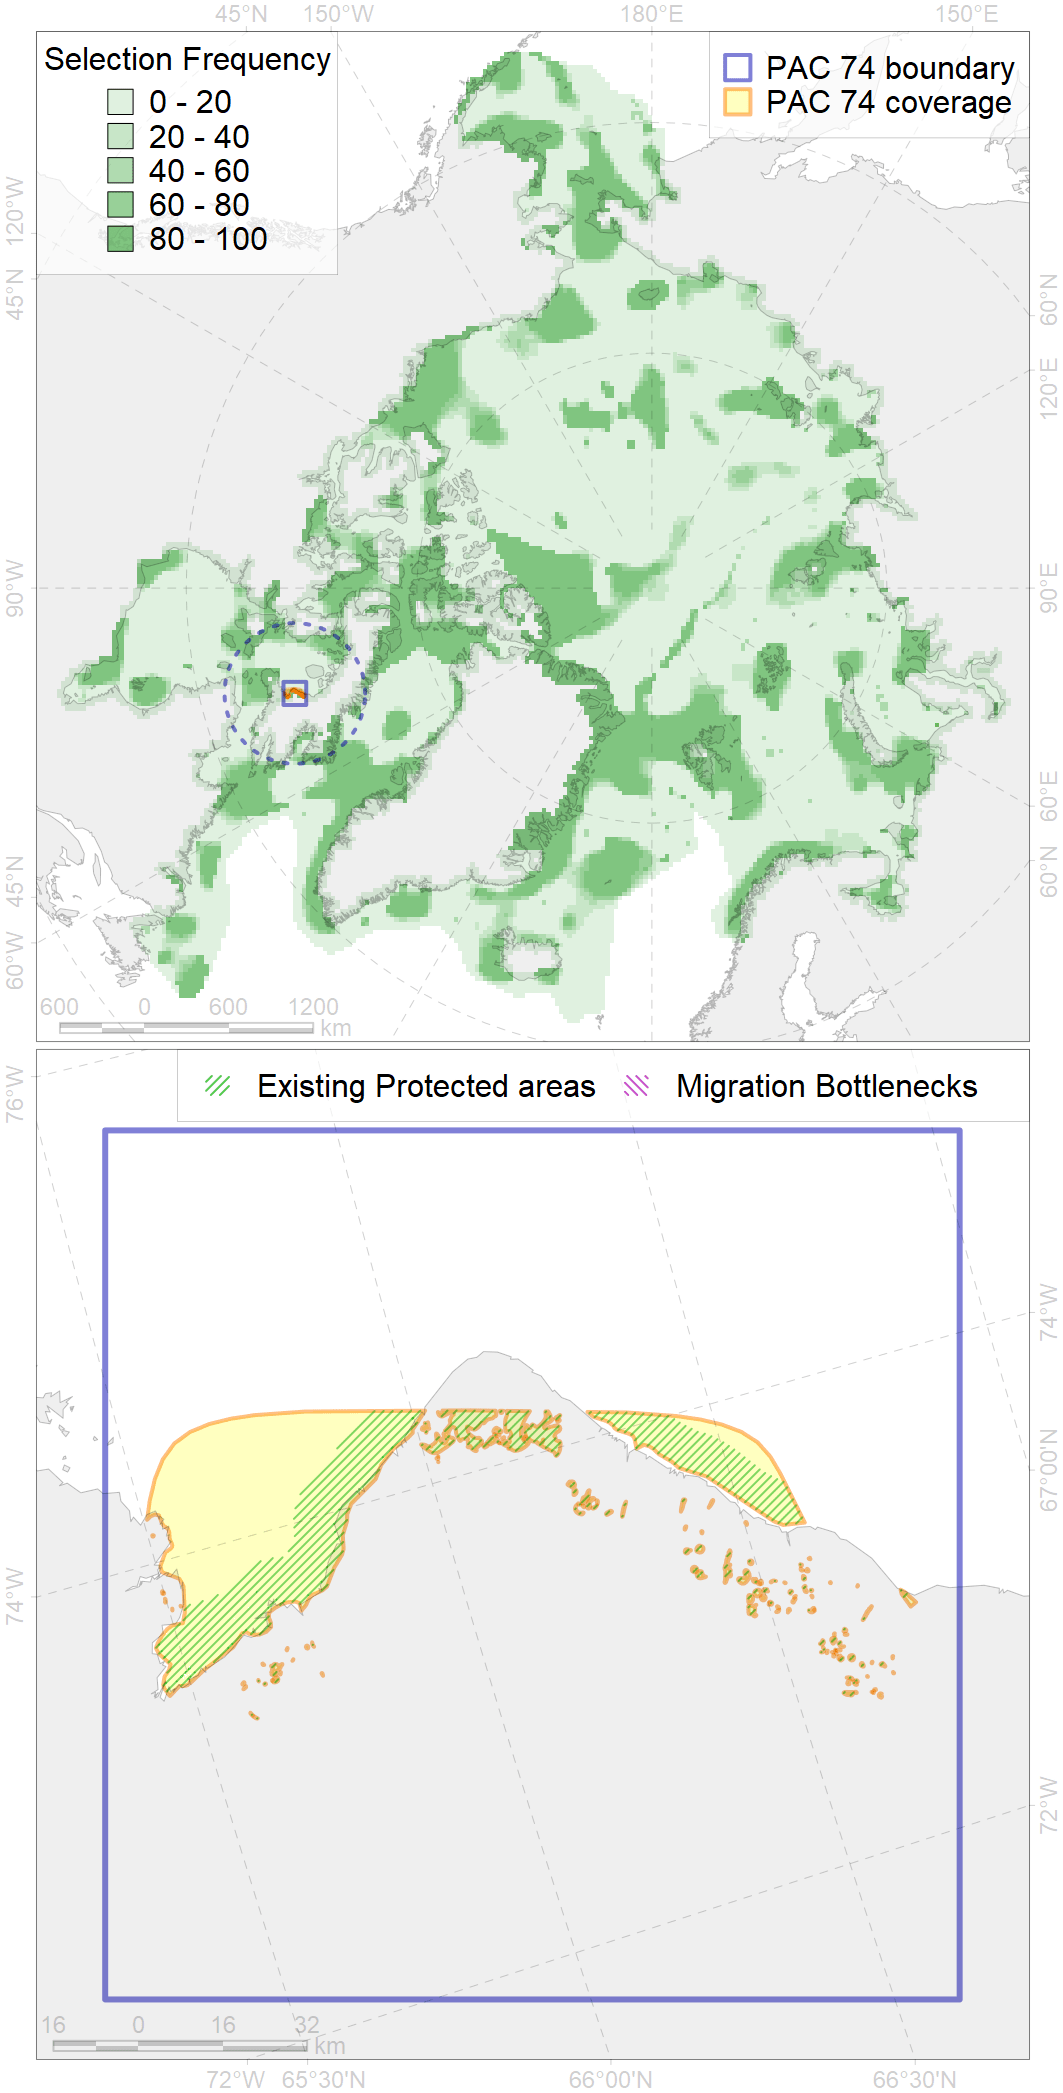 45°N 150°W 180°E 150°E
Selection Frequency
0 - 20
20 - 40
40 - 60
60 - 80
80 - 100
PAC 74 boundary
PAC 74 coverage
120°W
45°N
90°W
45°N
60°W
60°N
120°E
90°E
60°E
60°N
600 0 600 1200
km
Existing Protected areas Migration Bottlenecks
76°W
74°W
74°W
67°00'N
72°W
16 0 16 32
km
72°W 65°30'N 66°00'N 66°30'N